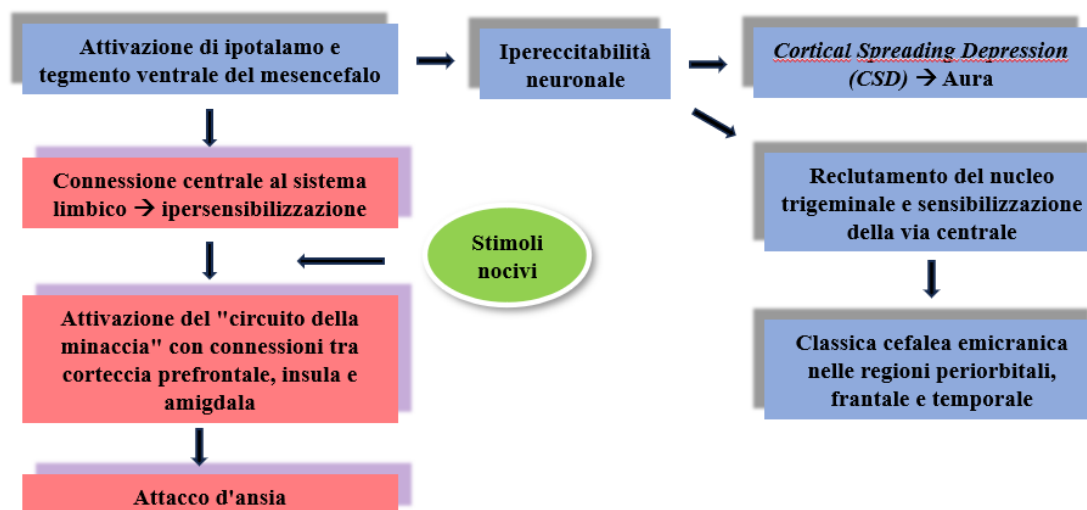 Attivazione di ipotalamo e
tegmento ventrale del mesencefalo
Ipereccitabilità
neuronale
Cortical Spreading Depression
(CSD) → Aura
Connessione centrale al sistema
limbico → ipersensibilizzazione
Reclutamento del nucleo
trigeminale e sensibilizzazione
della via centrale
Stimoli
nocivi
Attivazione del "circuito della
minaccia" con connessioni tra
corteccia prefrontale, insula e
amigdala
Classica cefalea emicranica
nelle regioni periorbitali,
frantale e temporale
Attacco d'ansia